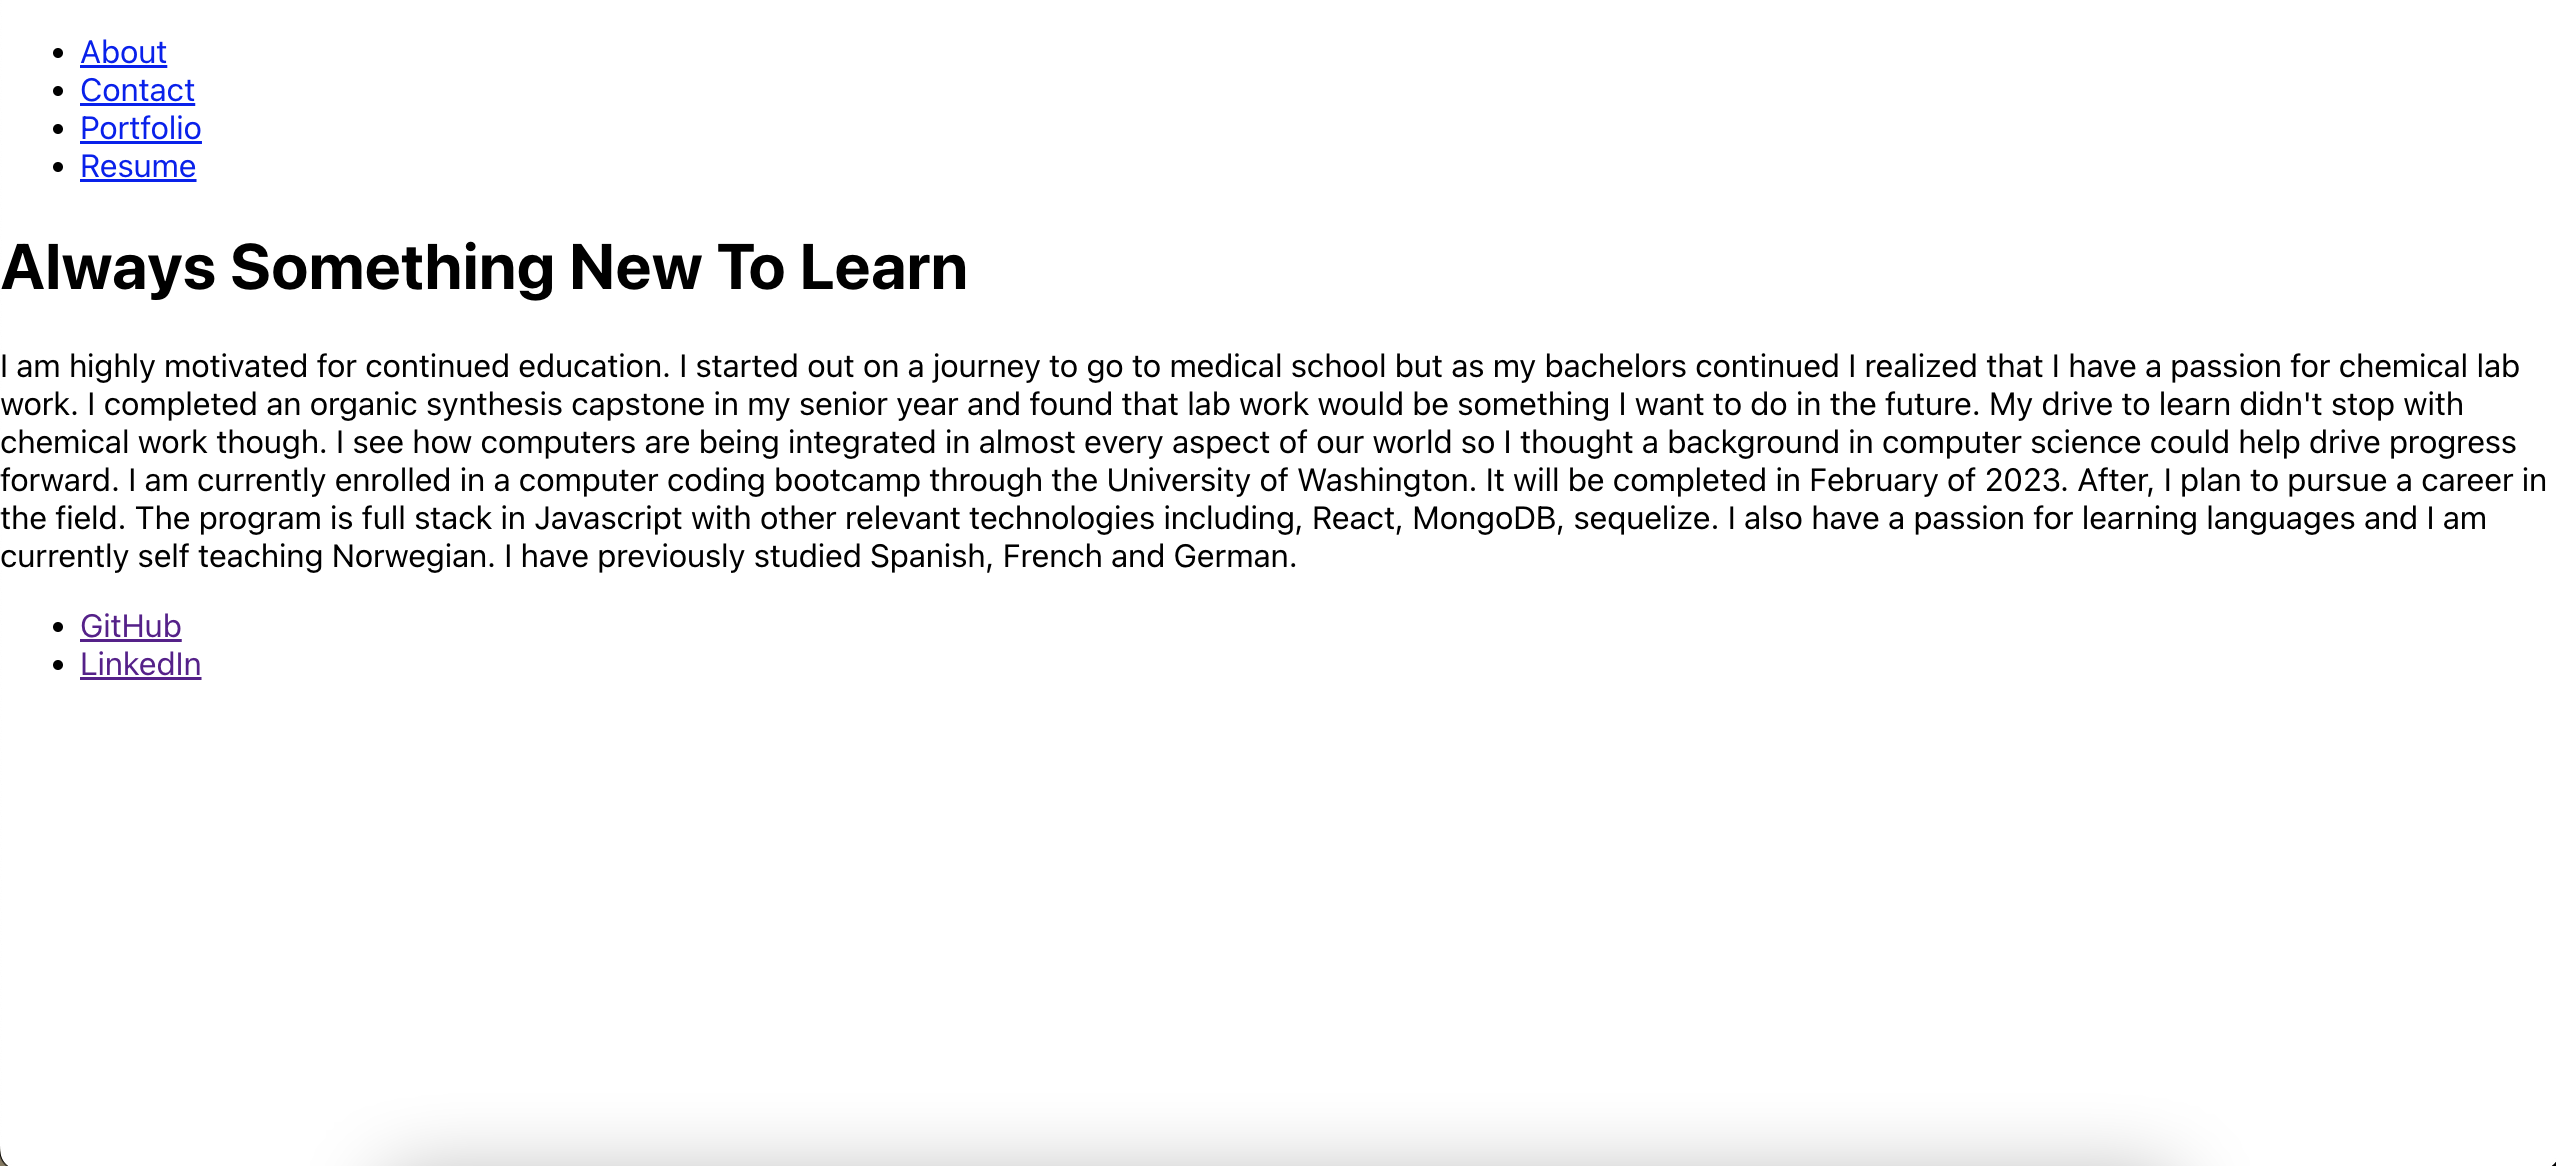 About
Contact
Portfolio
Resume
Always Something New To Learn
I am highly motivated for continued education. I started out on a journey to go to medical school but as my bachelors continued I realized that I have a passion for chemical lab
work. I completed an organic synthesis capstone in my senior year and found that lab work would be something I want to do in the future. My drive to learn didn't stop with
chemical work though. I see how computers are being integrated in almost every aspect of our world so I thought a background in computer science could help drive progress
forward. I am currently enrolled in a computer coding bootcamp through the University of Washington. It will be completed in February of 2023. After, I plan to pursue a career in
the field. The program is full stack in Javascript with other relevant technologies including, React, MongoDB, sequelize. I also have a passion for learning languages and I am
currently self teaching Norwegian. I have previously studied Spanish, French and German.
GitHub
LinkedIn